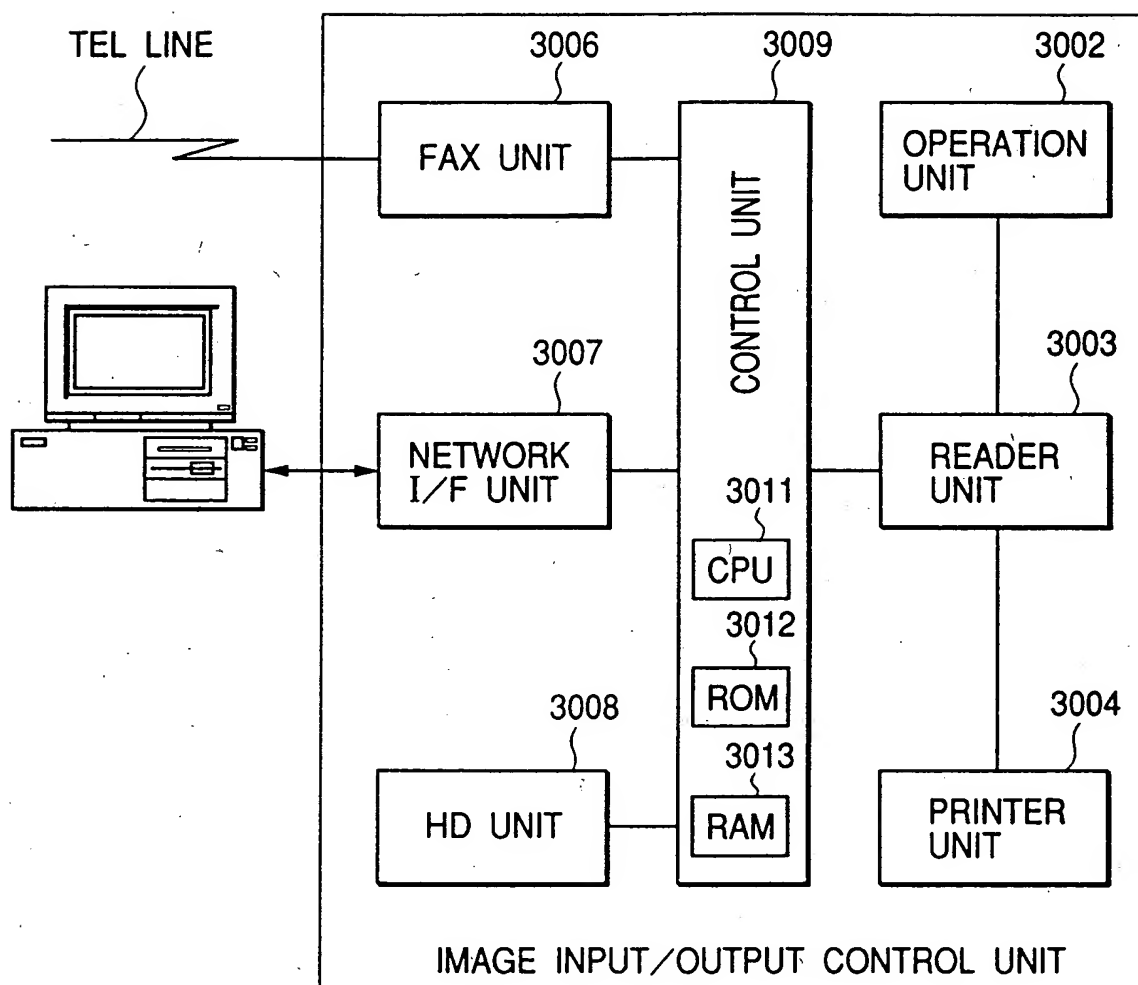 TEL LINE
3006
3009
3002
FAX UNIT
CONTROL UNIT
OPERATION
UNIT
3007
3003
NETWORK
I/F UNIT
READER
UNIT
3011
CPU
3012
ROM
3008
3004
3013
HD UNIT
RAM
PRINTER
UNIT
IMAGE INPUT/OUTPUT CONTROL UNIT